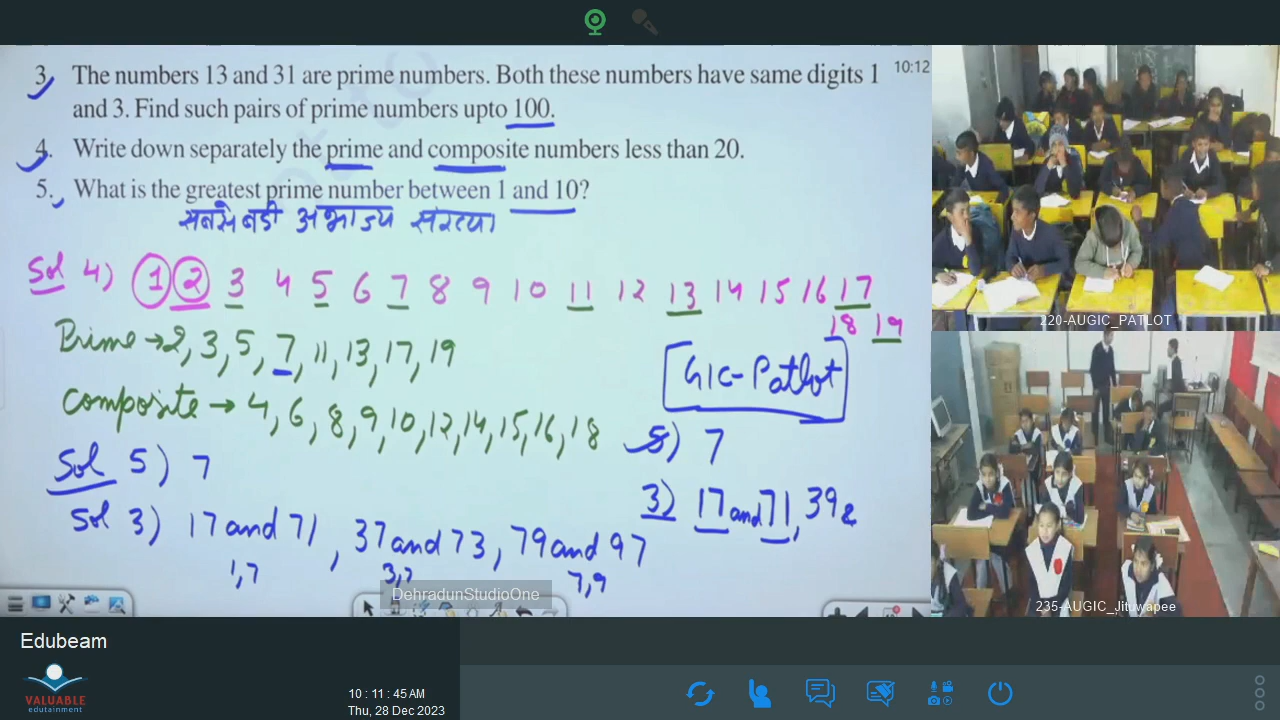 3. The numbers 13 and 31 are prime numbers. Both these numbers have same digits 1
and 3. Find such pairs of prime numbers upto 100.
10:12
4. Write down separately the prime and composite numbers less than 20.
5. What is the greatest prime number between 1 and 10?
सबसे बड़ी अभाज्य संख्या
Sol 4) 1 2 3 4 5 6 7 8 9 10 11 12 13 14 15 16 17
18 19
Prime → 2, 3, 5, 7, 11, 13, 17, 19
GIC-Patlot
Composite → 4, 6, 8, 9, 10, 12, 14, 15, 16, 18
5) 7
Sol 5) 7
3) 17 and 71, 39 &
Sol 3) 17 and 71, 37 and 73, 79 and 97
1,7 3,7 7,9
DehradunStudioOne
220-AUGIC_PATLOT
235-AUGIC_Jituwapee
Edubeam
VALUABLE
edutainment
10 : 11 : 45 AM
Thu, 28 Dec 2023